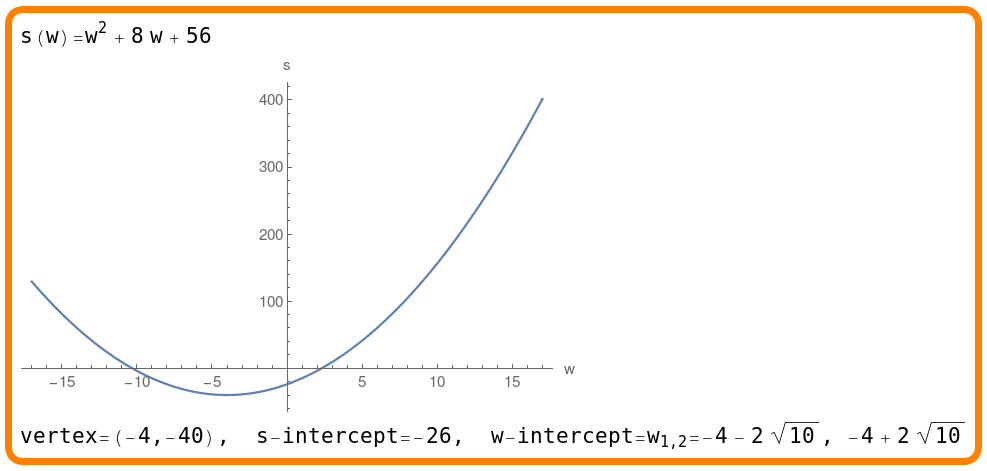 s(w)=w² + 8 w + 56
s
400
300
200
100
−15 −10 −5 5 10 15 w
vertex=(−4,−40), s−intercept=−26, w−intercept=w₁,₂=−4 − 2 √10, −4 + 2 √10